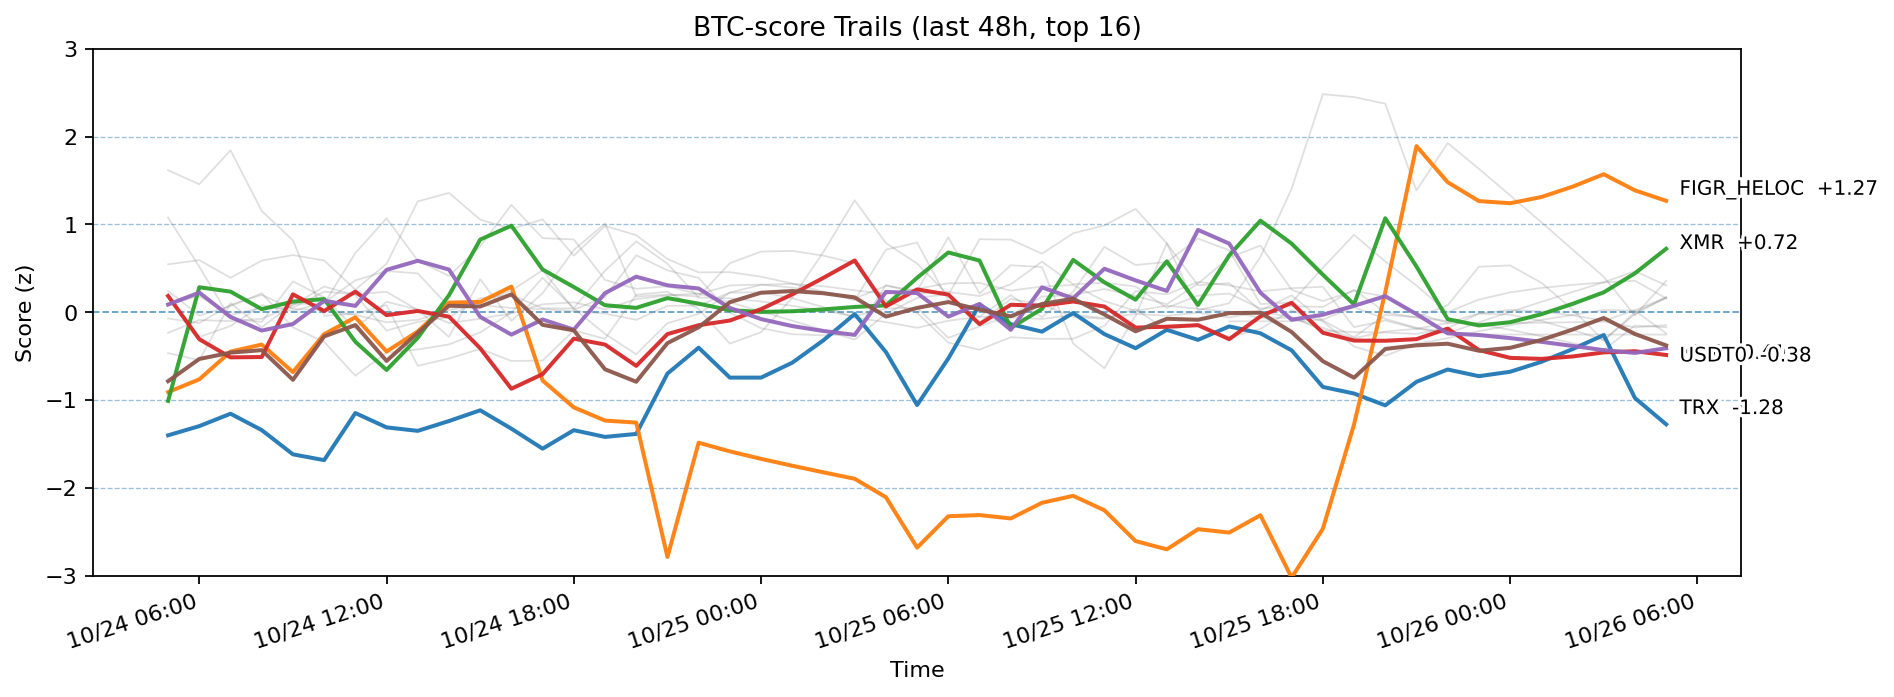 BTC-score Trails (last 48h, top 16)
Score (z)
3
2
1
0
−1
−2
−3
FIGR_HELOC +1.27
XMR +0.72
USDT0 -0.38
TRX -1.28
10/24 06:00
10/24 12:00
10/24 18:00
10/25 00:00
10/25 06:00
10/25 12:00
10/25 18:00
10/26 00:00
10/26 06:00
Time